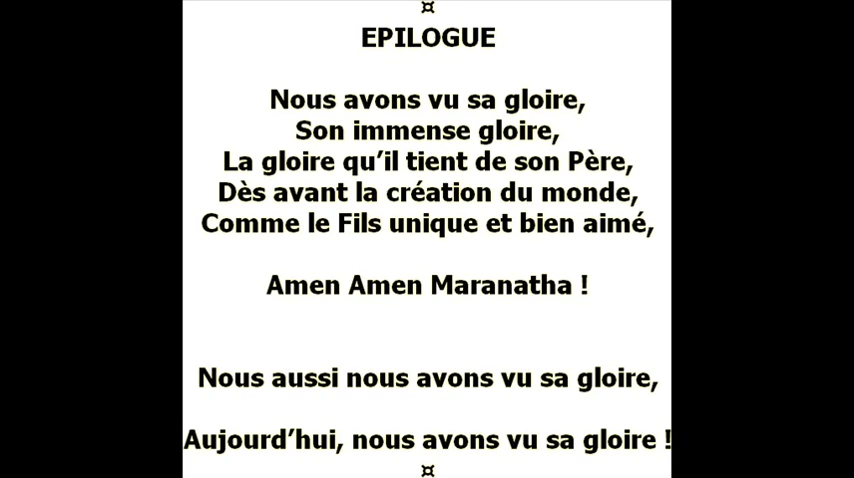 ¤
EPILOGUE
Nous avons vu sa gloire,
Son immense gloire,
La gloire qu’il tient de son Père,
Dès avant la création du monde,
Comme le Fils unique et bien aimé,
Amen Amen Maranatha !
Nous aussi nous avons vu sa gloire,
Aujourd’hui, nous avons vu sa gloire !
¤